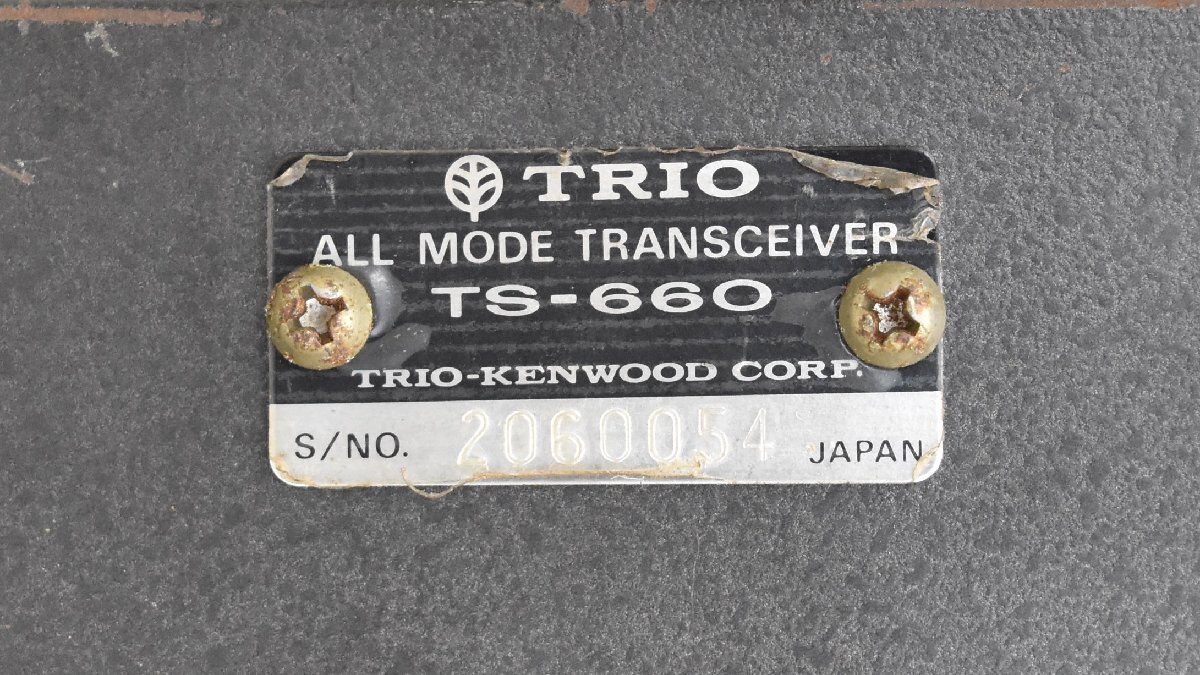 TRIO
ALL MODE TRANSCEIVER
TS-660
TRIO-KENWOOD CORP.
S/NO. 2060054 JAPAN